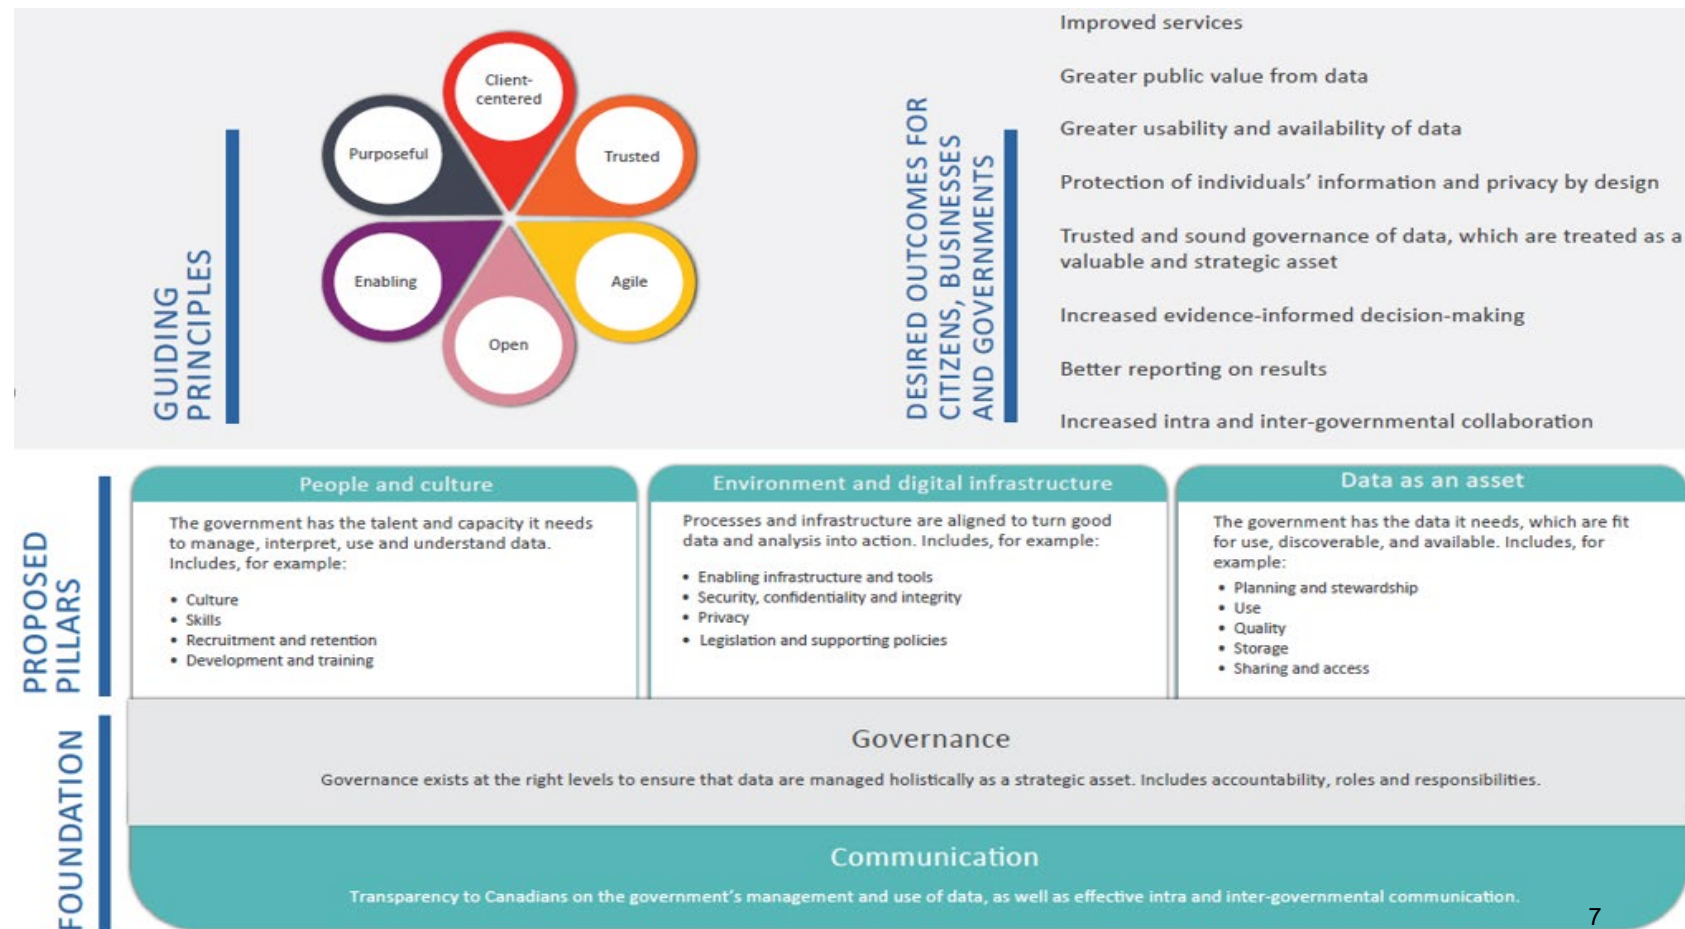 GUIDING
PRINCIPLES
Client-
centered
Purposeful
Trusted
Enabling
Agile
Open
DESIRED OUTCOMES FOR
CITIZENS, BUSINESSES
AND GOVERNMENTS
Improved services
Greater public value from data
Greater usability and availability of data
Protection of individuals’ information and privacy by design
Trusted and sound governance of data, which are treated as a
valuable and strategic asset
Increased evidence-informed decision-making
Better reporting on results
Increased intra and inter-governmental collaboration
PROPOSED
PILLARS
People and culture
The government has the talent and capacity it needs
to manage, interpret, use and understand data.
Includes, for example:
• Culture
• Skills
• Recruitment and retention
• Development and training
Environment and digital infrastructure
Processes and infrastructure are aligned to turn good
data and analysis into action. Includes, for example:
• Enabling infrastructure and tools
• Security, confidentiality and integrity
• Privacy
• Legislation and supporting policies
Data as an asset
The government has the data it needs, which are fit
for use, discoverable, and available. Includes, for
example:
• Planning and stewardship
• Use
• Quality
• Storage
• Sharing and access
FOUNDATION
Governance
Governance exists at the right levels to ensure that data are managed holistically as a strategic asset. Includes accountability, roles and responsibilities.
Communication
Transparency to Canadians on the government’s management and use of data, as well as effective intra and inter-governmental communication.
7